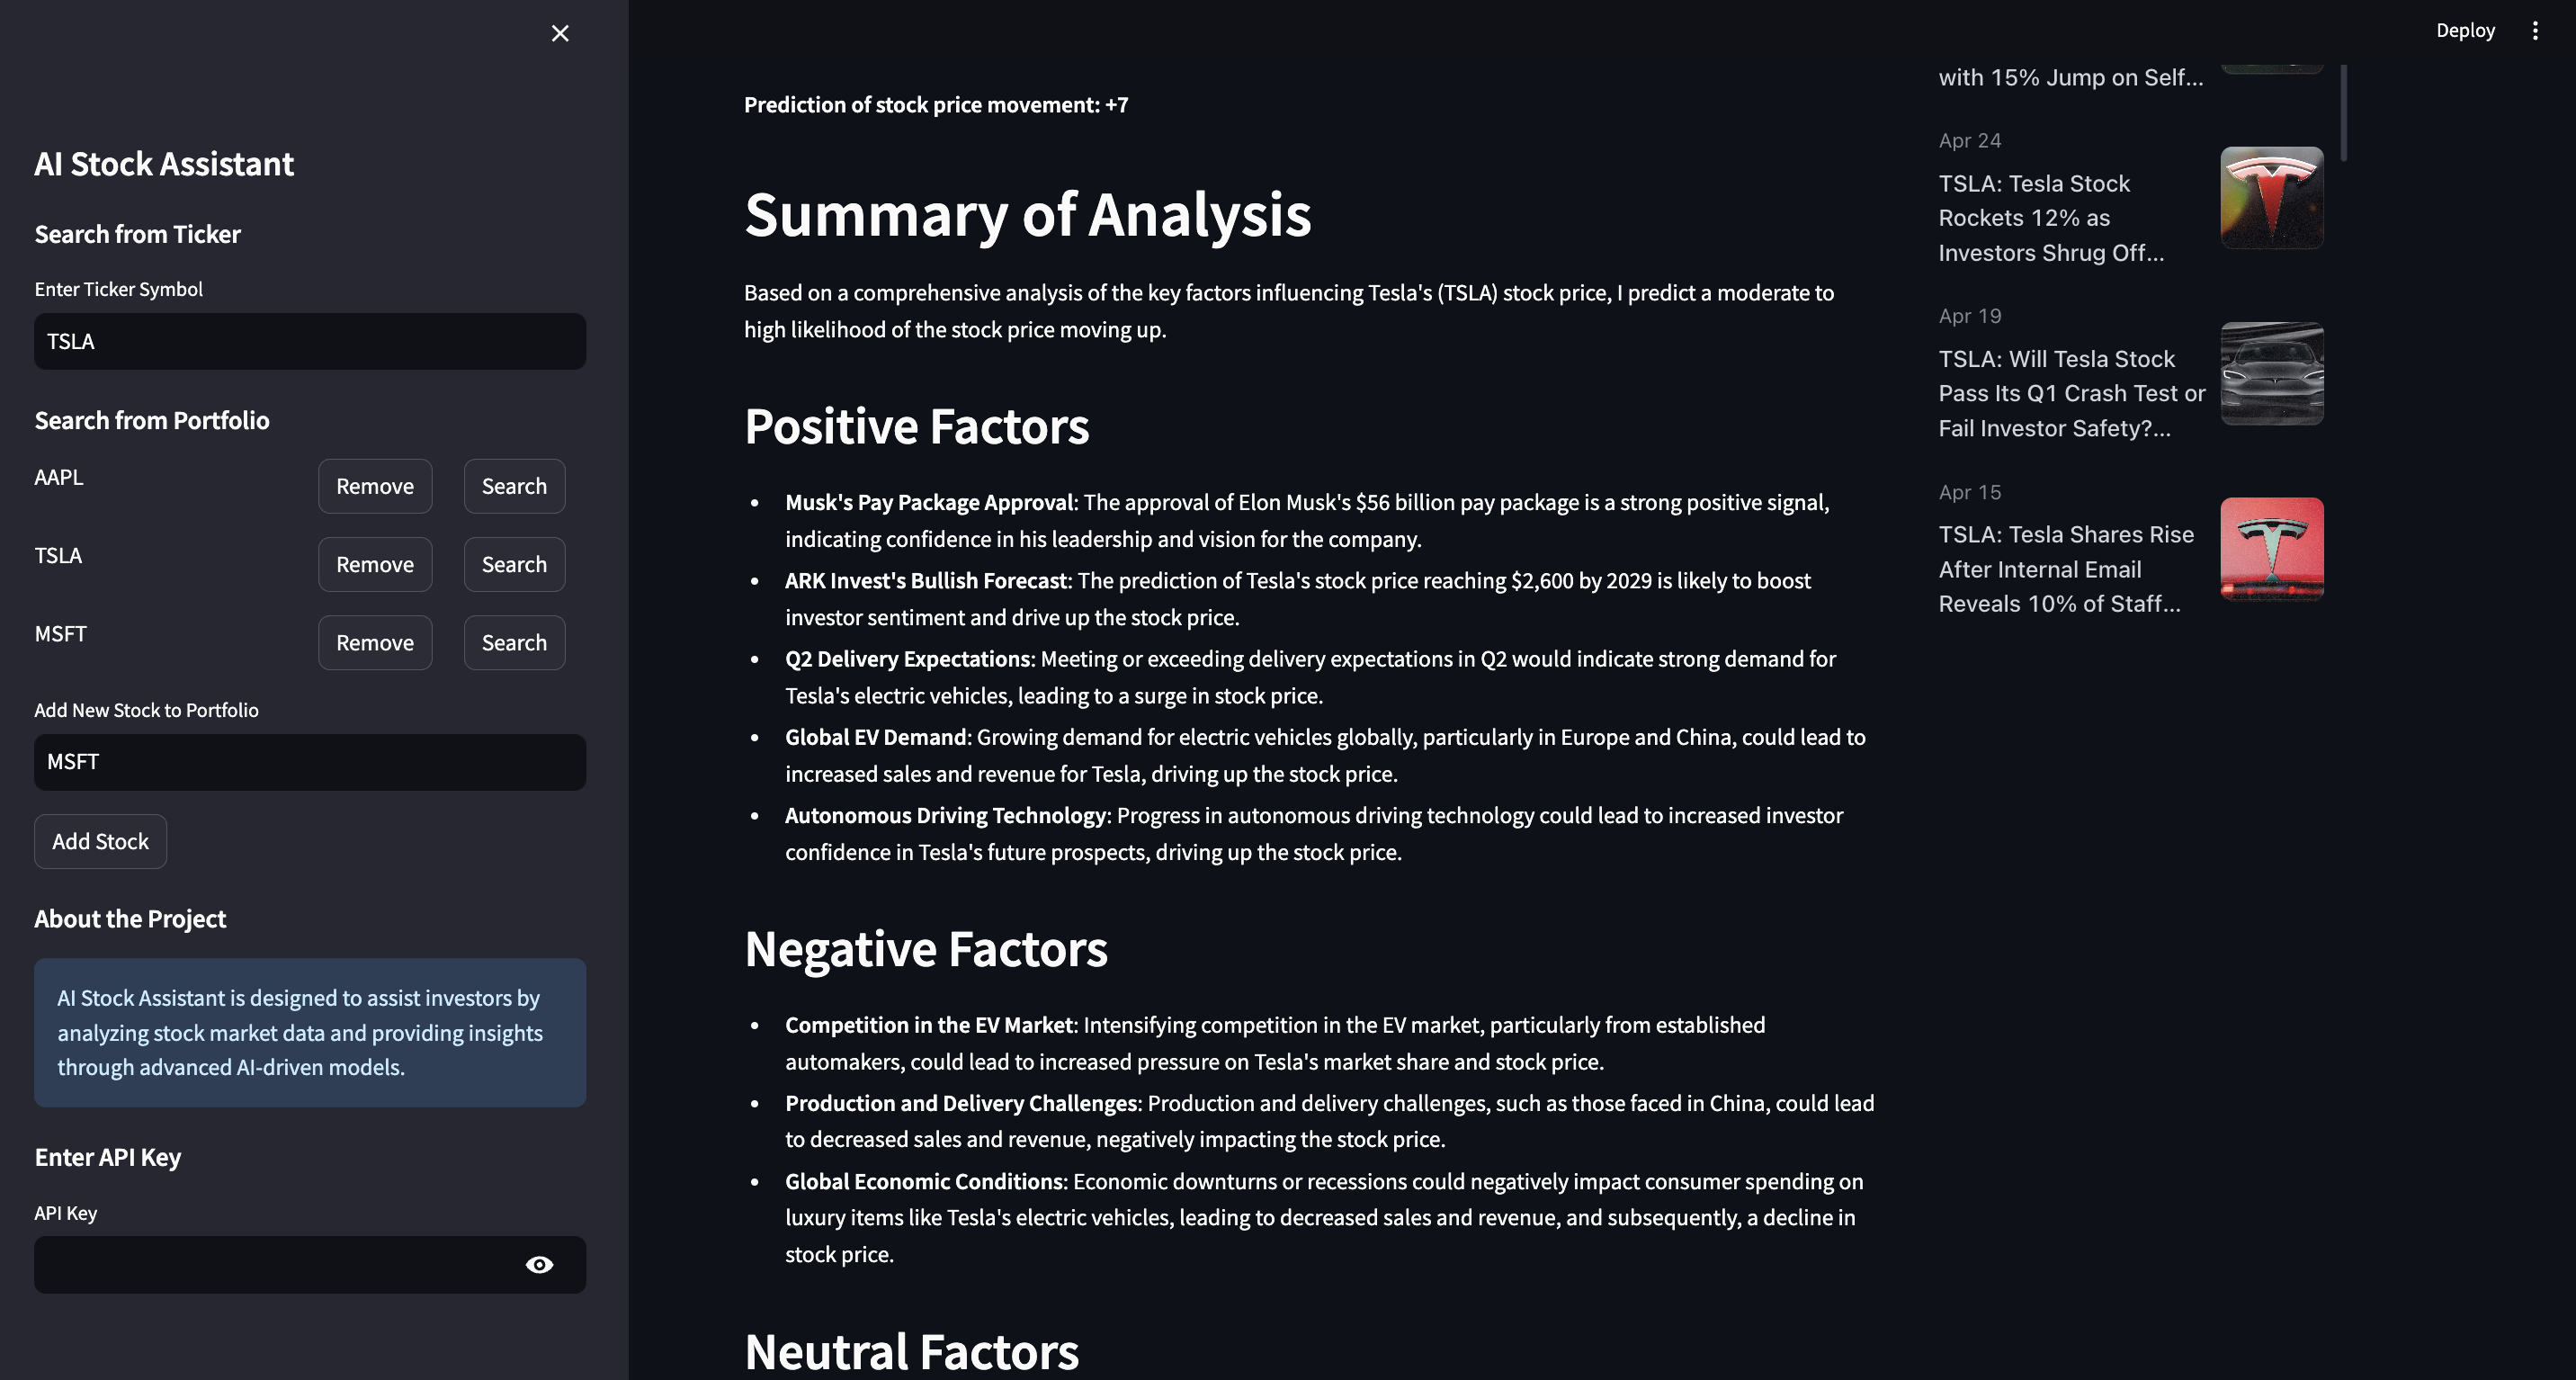 AI Stock Assistant
Search from Ticker
Enter Ticker Symbol
TSLA
Search from Portfolio
AAPL
Remove
Search
TSLA
Remove
Search
MSFT
Remove
Search
Add New Stock to Portfolio
MSFT
Add Stock
About the Project
AI Stock Assistant is designed to assist investors by
analyzing stock market data and providing insights
through advanced AI-driven models.
Enter API Key
API Key
Deploy
Prediction of stock price movement: +7
Summary of Analysis
Based on a comprehensive analysis of the key factors influencing Tesla's (TSLA) stock price, I predict a moderate to
high likelihood of the stock price moving up.
Positive Factors
• Musk's Pay Package Approval: The approval of Elon Musk's $56 billion pay package is a strong positive signal,
indicating confidence in his leadership and vision for the company.
• ARK Invest's Bullish Forecast: The prediction of Tesla's stock price reaching $2,600 by 2029 is likely to boost
investor sentiment and drive up the stock price.
• Q2 Delivery Expectations: Meeting or exceeding delivery expectations in Q2 would indicate strong demand for
Tesla's electric vehicles, leading to a surge in stock price.
• Global EV Demand: Growing demand for electric vehicles globally, particularly in Europe and China, could lead to
increased sales and revenue for Tesla, driving up the stock price.
• Autonomous Driving Technology: Progress in autonomous driving technology could lead to increased investor
confidence in Tesla's future prospects, driving up the stock price.
Negative Factors
• Competition in the EV Market: Intensifying competition in the EV market, particularly from established
automakers, could lead to increased pressure on Tesla's market share and stock price.
• Production and Delivery Challenges: Production and delivery challenges, such as those faced in China, could lead
to decreased sales and revenue, negatively impacting the stock price.
• Global Economic Conditions: Economic downturns or recessions could negatively impact consumer spending on
luxury items like Tesla's electric vehicles, leading to decreased sales and revenue, and subsequently, a decline in
stock price.
Neutral Factors
with 15% Jump on Self...
Apr 24
TSLA: Tesla Stock
Rockets 12% as
Investors Shrug Off...
Apr 19
TSLA: Will Tesla Stock
Pass Its Q1 Crash Test or
Fail Investor Safety?...
Apr 15
TSLA: Tesla Shares Rise
After Internal Email
Reveals 10% of Staff...